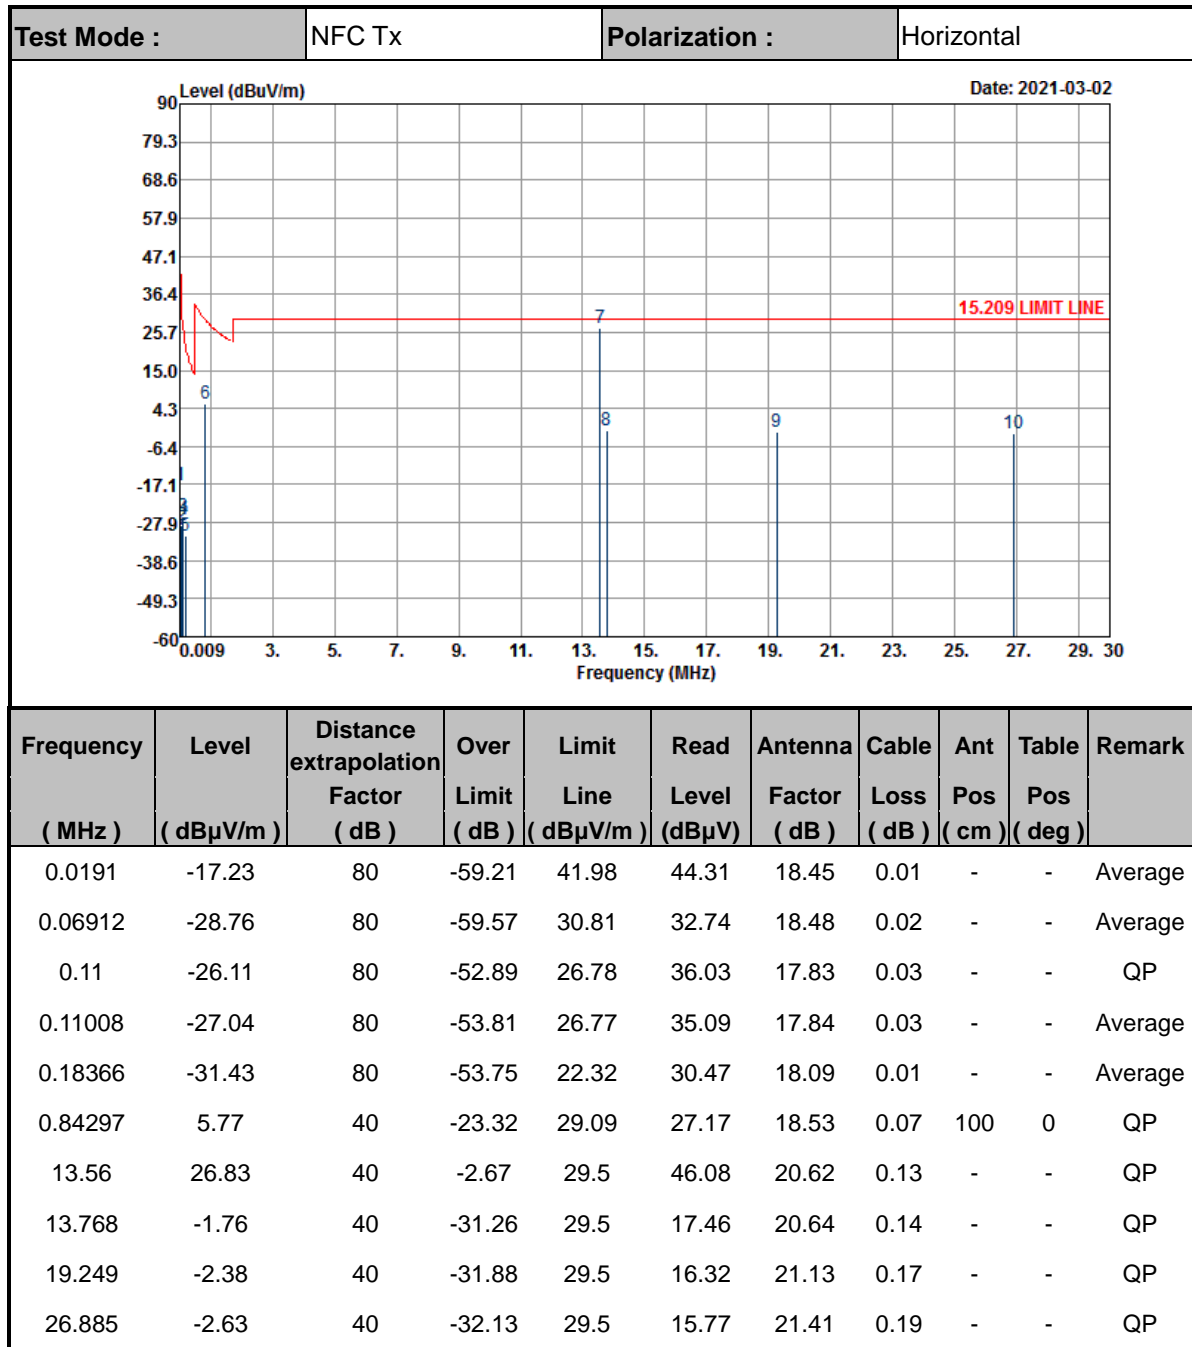 Test Mode : NFC Tx Polarization : Horizontal
Level (dBuV/m) Date: 2021-03-02
90
79.3
68.6
57.9
47.1
36.4
15.209 LIMIT LINE
7
25.7
15.0
6
4.3
8 9 10
-6.4
1
-17.1
3
-27.9
5
-38.6
-49.3
-60
0.009 3. 5. 7. 9. 11. 13. 15. 17. 19. 21. 23. 25. 27. 29. 30
Frequency (MHz)
Frequency Level Distance extrapolation Over Limit Read Antenna Cable Ant Table Remark
Factor Limit Line Level Factor Loss Pos Pos
( MHz ) ( dBµV/m ) ( dB ) ( dB ) ( dBµV/m ) (dBµV) ( dB ) ( dB ) ( cm ) ( deg )
0.0191 -17.23 80 -59.21 41.98 44.31 18.45 0.01 - - Average
0.06912 -28.76 80 -59.57 30.81 32.74 18.48 0.02 - - Average
0.11 -26.11 80 -52.89 26.78 36.03 17.83 0.03 - - QP
0.11008 -27.04 80 -53.81 26.77 35.09 17.84 0.03 - - Average
0.18366 -31.43 80 -53.75 22.32 30.47 18.09 0.01 - - Average
0.84297 5.77 40 -23.32 29.09 27.17 18.53 0.07 100 0 QP
13.56 26.83 40 -2.67 29.5 46.08 20.62 0.13 - - QP
13.768 -1.76 40 -31.26 29.5 17.46 20.64 0.14 - - QP
19.249 -2.38 40 -31.88 29.5 16.32 21.13 0.17 - - QP
26.885 -2.63 40 -32.13 29.5 15.77 21.41 0.19 - - QP